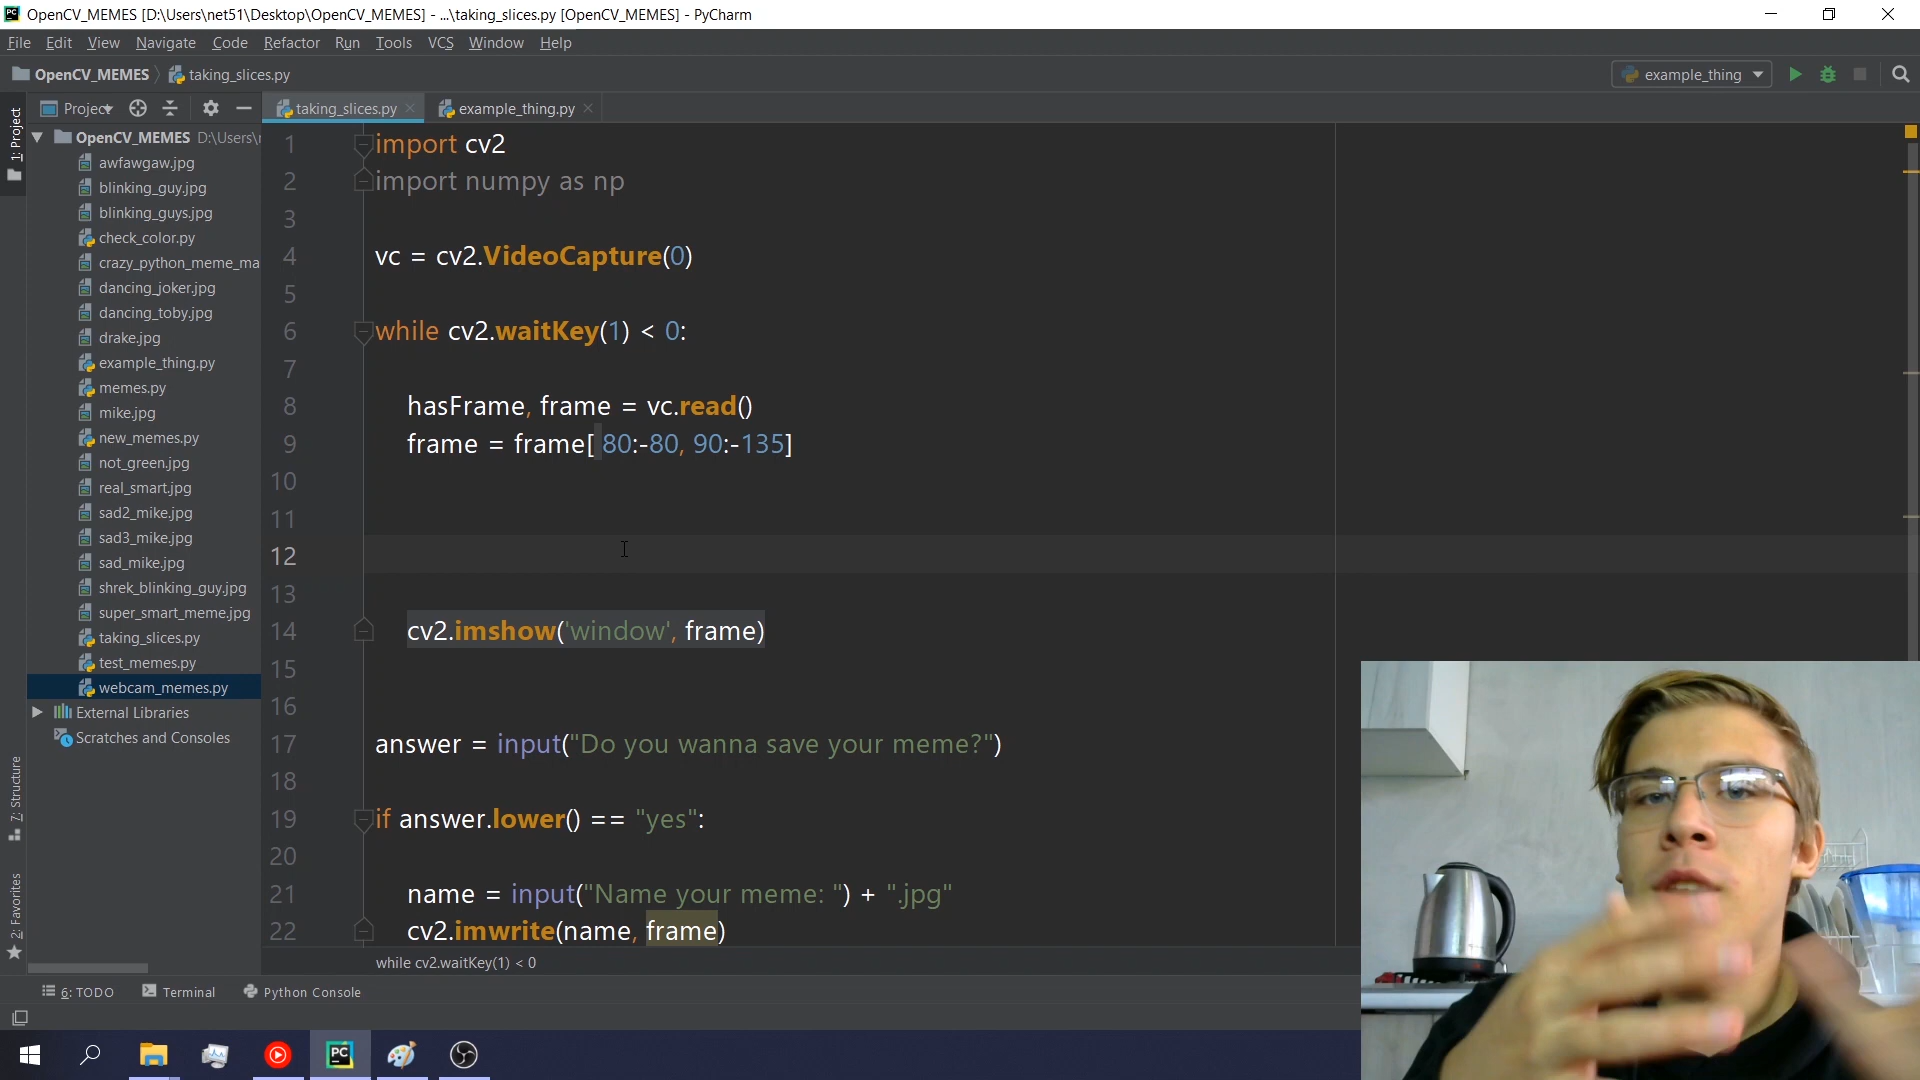 OpenCV_MEMES [D:\Users\net51\Desktop\OpenCV_MEMES] - ...\taking_slices.py [OpenCV_MEMES] - PyCharm
File Edit View Navigate Code Refactor Run Tools VCS Window Help
OpenCV_MEMES taking_slices.py example_thing
Project taking_slices.py example_thing.py
1: Project
OpenCV_MEMES D:\Users\
awfawgaw.jpg
blinking_guy.jpg
blinking_guys.jpg
check_color.py
crazy_python_meme_ma
dancing_joker.jpg
dancing_toby.jpg
drake.jpg
example_thing.py
memes.py
mike.jpg
new_memes.py
not_green.jpg
real_smart.jpg
sad2_mike.jpg
sad3_mike.jpg
sad_mike.jpg
shrek_blinking_guy.jpg
super_smart_meme.jpg
taking_slices.py
test_memes.py
webcam_memes.py
External Libraries
Scratches and Consoles
7: Structure
2: Favorites
1 import cv2
2 import numpy as np
3
4 vc = cv2.VideoCapture(0)
5
6 while cv2.waitKey(1) < 0:
7
8 hasFrame, frame = vc.read()
9 frame = frame[ 80:-80, 90:-135]
10
11
12
13
14 cv2.imshow('window', frame)
15
16
17 answer = input("Do you wanna save your meme?")
18
19 if answer.lower() == "yes":
20
21 name = input("Name your meme: ") + ".jpg"
22 cv2.imwrite(name, frame)
while cv2.waitKey(1) < 0
6: TODO Terminal Python Console
PC